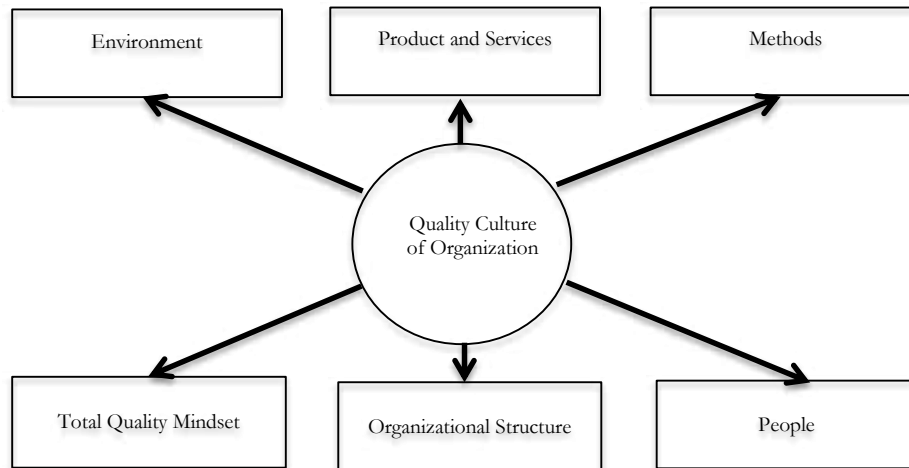 Environment
Product and Services
Methods
Quality Culture
of Organization
Total Quality Mindset
Organizational Structure
People